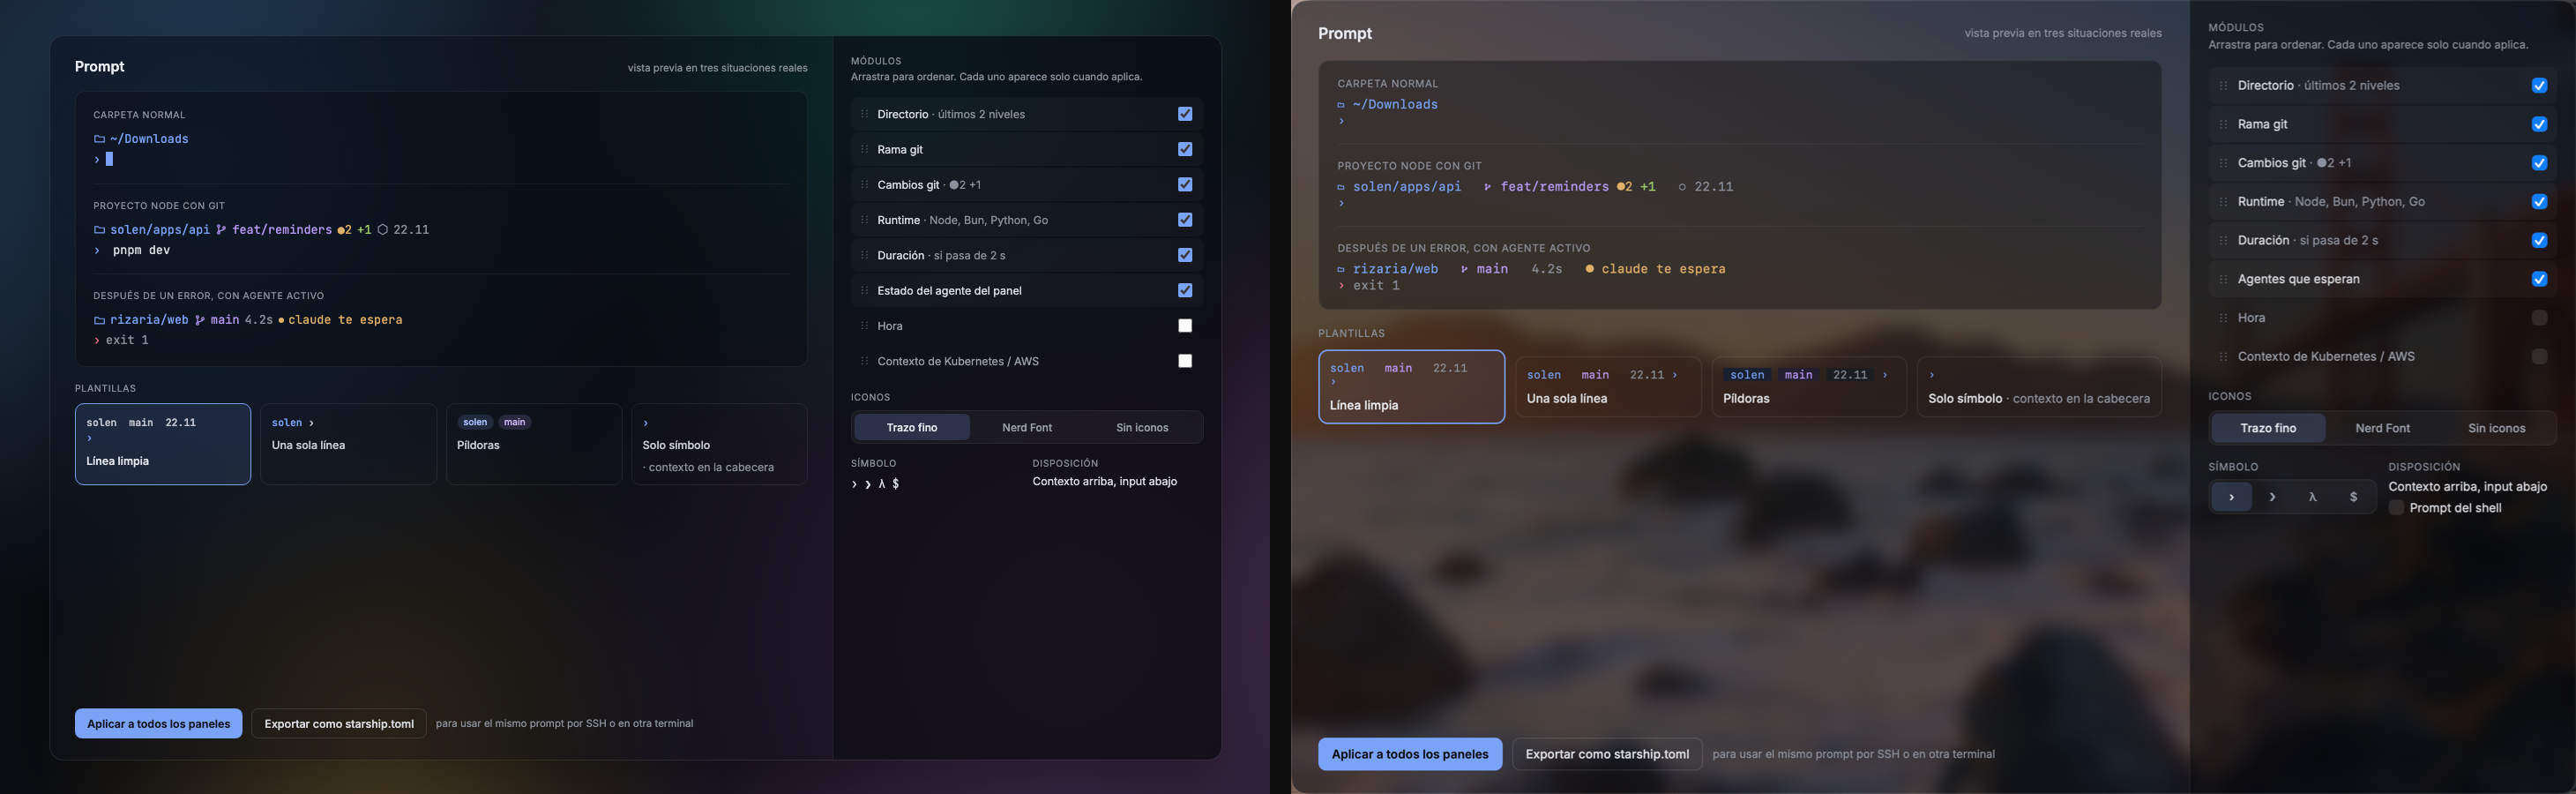 Prompt
vista previa en tres situaciones reales
CARPETA NORMAL
~/Downloads
›
PROYECTO NODE CON GIT
solen/apps/api feat/reminders ●2 +1 22.11
› pnpm dev
DESPUÉS DE UN ERROR, CON AGENTE ACTIVO
rizaria/web main 4.2s ● claude te espera
› exit 1
PLANTILLAS
solen main 22.11
›
Línea limpia
solen ›
Una sola línea
solen main
Píldoras
›
Solo símbolo
· contexto en la cabecera
Aplicar a todos los paneles
Exportar como starship.toml
para usar el mismo prompt por SSH o en otra terminal
MÓDULOS
Arrastra para ordenar. Cada uno aparece solo cuando aplica.
Directorio · últimos 2 niveles
Rama git
Cambios git · ●2 +1
Runtime · Node, Bun, Python, Go
Duración · si pasa de 2 s
Estado del agente del panel
Hora
Contexto de Kubernetes / AWS
ICONOS
Trazo fino
Nerd Font
Sin iconos
SÍMBOLO
› ❯ λ $
DISPOSICIÓN
Contexto arriba, input abajo
Prompt
vista previa en tres situaciones reales
CARPETA NORMAL
~/Downloads
›
PROYECTO NODE CON GIT
solen/apps/api feat/reminders ●2 +1 22.11
›
DESPUÉS DE UN ERROR, CON AGENTE ACTIVO
rizaria/web main 4.2s ● claude te espera
› exit 1
PLANTILLAS
solen main 22.11
›
Línea limpia
solen main 22.11 ›
Una sola línea
solen main 22.11 ›
Píldoras
›
Solo símbolo · contexto en la cabecera
Aplicar a todos los paneles
Exportar como starship.toml
para usar el mismo prompt por SSH o en otra terminal
MÓDULOS
Arrastra para ordenar. Cada uno aparece solo cuando aplica.
Directorio · últimos 2 niveles
Rama git
Cambios git · ●2 +1
Runtime · Node, Bun, Python, Go
Duración · si pasa de 2 s
Agentes que esperan
Hora
Contexto de Kubernetes / AWS
ICONOS
Trazo fino
Nerd Font
Sin iconos
SÍMBOLO
› ❯ λ $
DISPOSICIÓN
Contexto arriba, input abajo
Prompt del shell